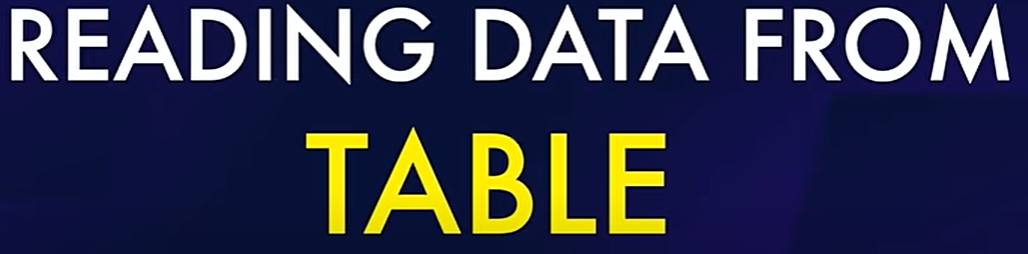 READING DATA FROM
TABLE